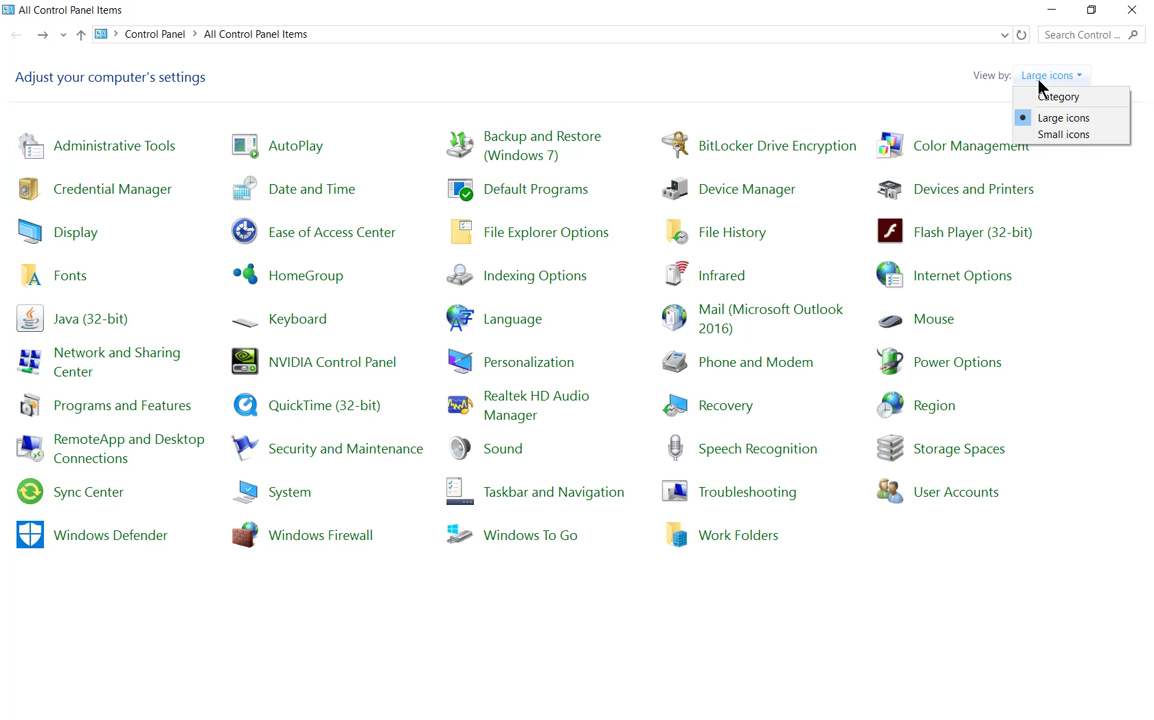 All Control Panel Items
Control Panel > All Control Panel Items
Search Control ...
Adjust your computer's settings
View by: Large icons
Category
Large icons
Small icons
Administrative Tools
AutoPlay
Backup and Restore
(Windows 7)
BitLocker Drive Encryption
Color Management
Credential Manager
Date and Time
Default Programs
Device Manager
Devices and Printers
Display
Ease of Access Center
File Explorer Options
File History
Flash Player (32-bit)
Fonts
HomeGroup
Indexing Options
Infrared
Internet Options
Java (32-bit)
Keyboard
Language
Mail (Microsoft Outlook
2016)
Mouse
Network and Sharing
Center
NVIDIA Control Panel
Personalization
Phone and Modem
Power Options
Programs and Features
QuickTime (32-bit)
Realtek HD Audio
Manager
Recovery
Region
RemoteApp and Desktop
Connections
Security and Maintenance
Sound
Speech Recognition
Storage Spaces
Sync Center
System
Taskbar and Navigation
Troubleshooting
User Accounts
Windows Defender
Windows Firewall
Windows To Go
Work Folders